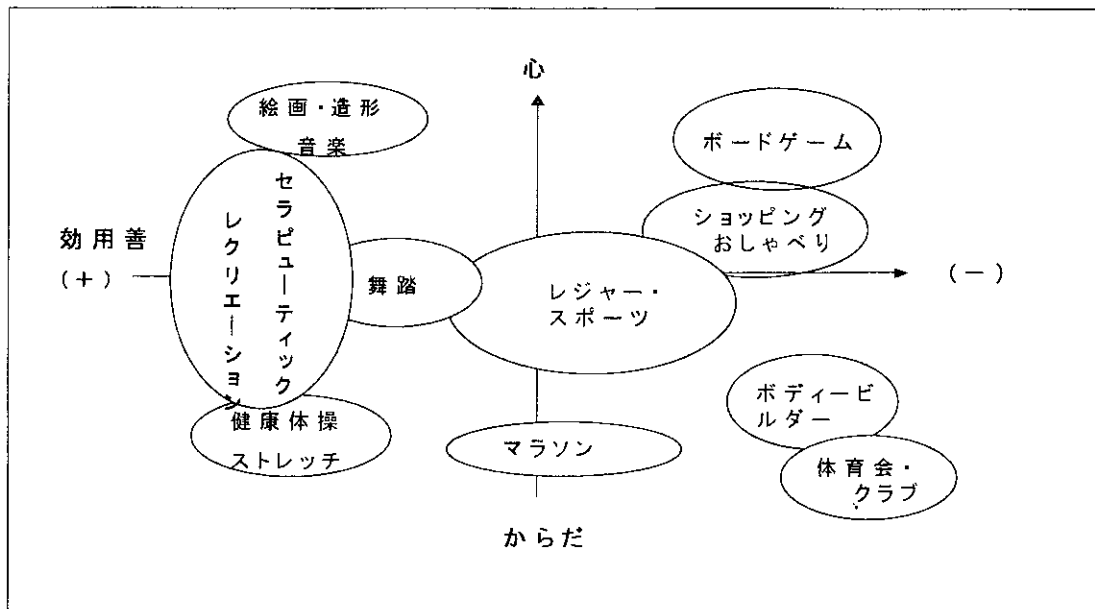 心
絵画・造形
音楽
ボードゲーム
セラピューティック
レクリエーション
ショッピング
おしゃべり
効用善
(+)
舞踏
レジャー・
スポーツ
(-)
ボディービ
ルダー
健康体操
ストレッチ
マラソン
体育会・
クラブ
からだ